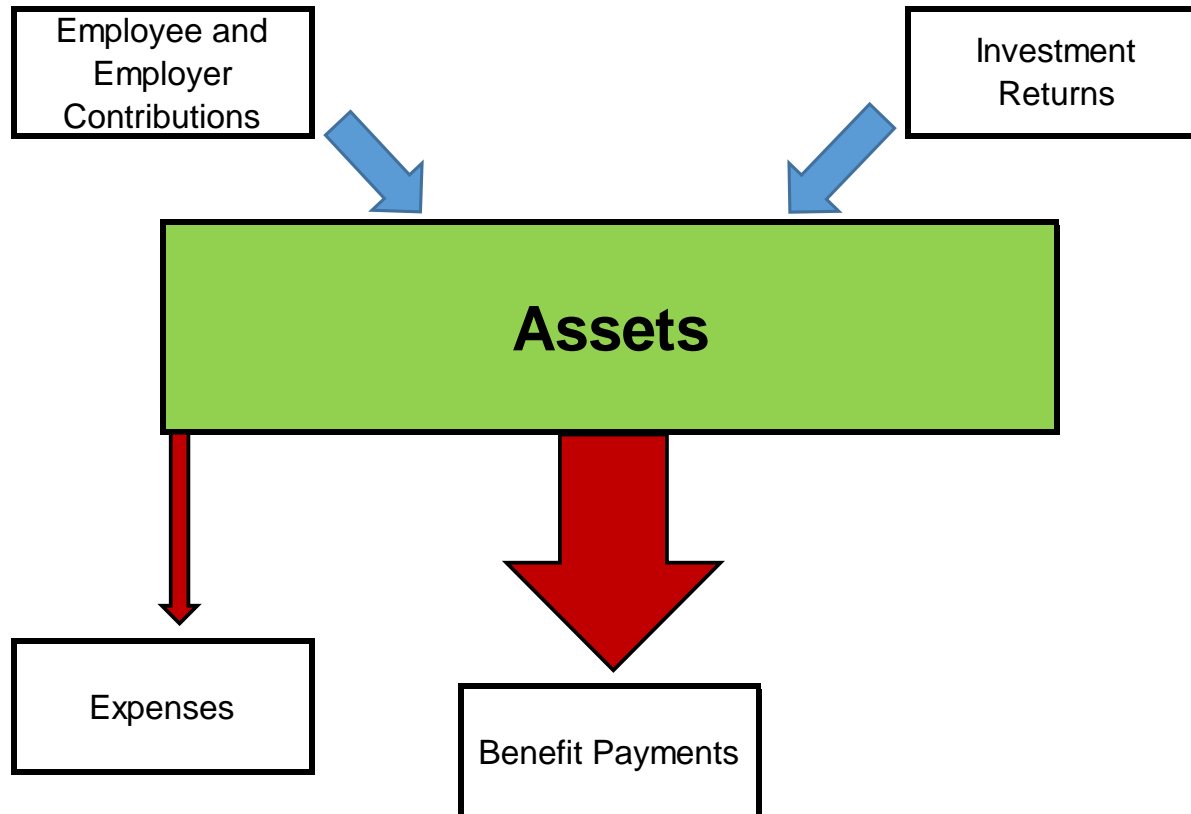 Employee and
Employer
Contributions
Investment
Returns
Assets
Expenses
Benefit Payments